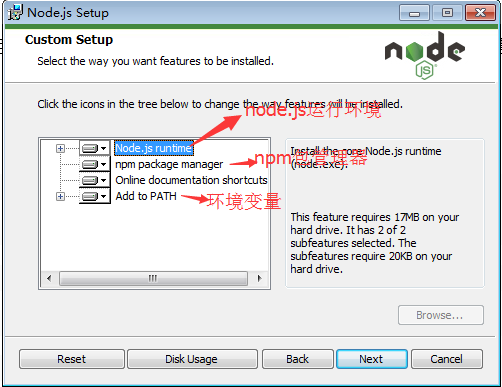 Node.js Setup
Custom Setup
Select the way you want features to be installed.
node
JS
Click the icons in the tree below to change the way features will be installed.
node.js运行环境
Node.js runtime
npm package manager
npm包管理器
Online documentation shortcuts
Add to PATH
环境变量
Install the core Node.js runtime
(node.exe).
This feature requires 17MB on your
hard drive. It has 2 of 2
subfeatures selected. The
subfeatures require 20KB on your
hard drive.
Browse...
Reset
Disk Usage
Back
Next
Cancel